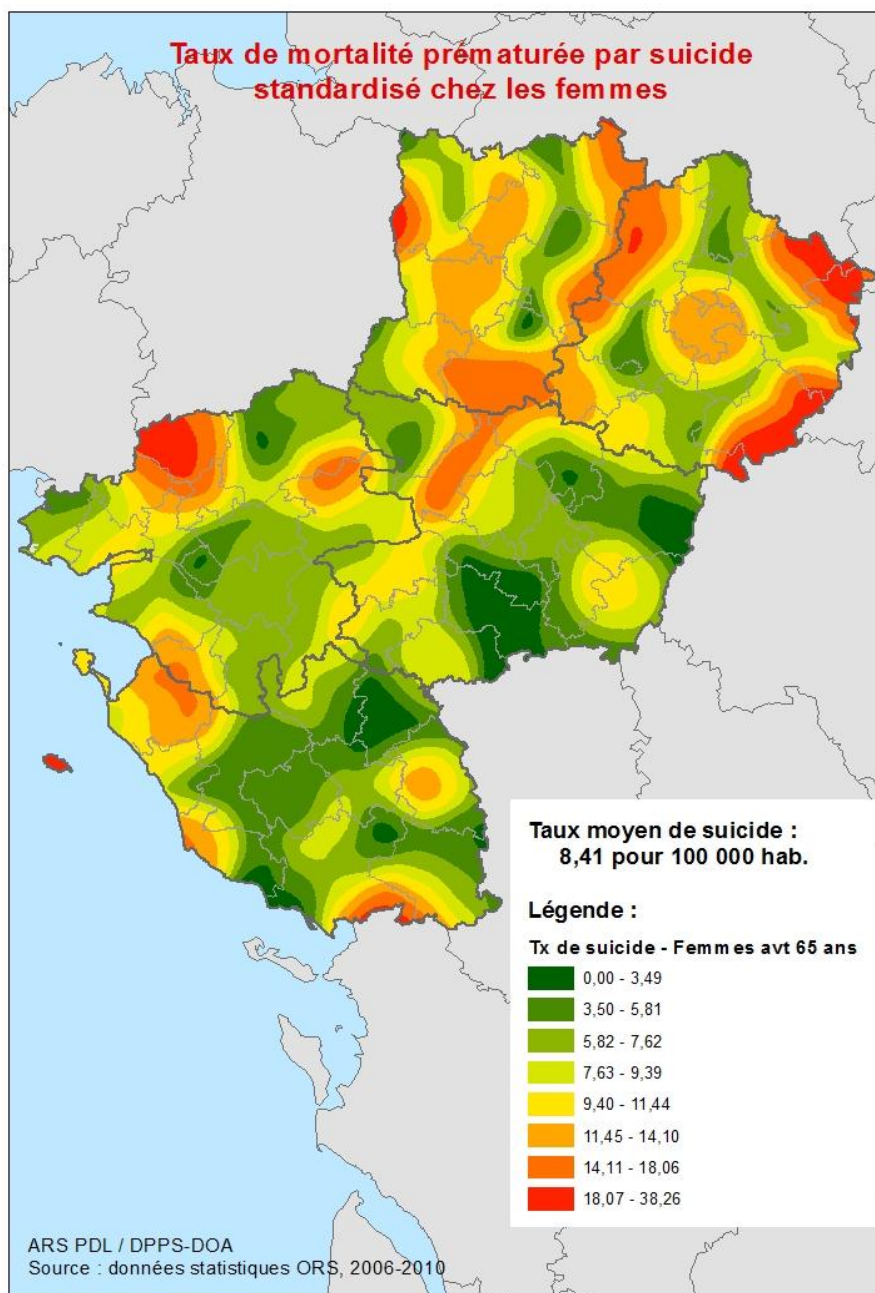 Taux de mortalité prématurée par suicide
standardisé chez les femmes
Taux moyen de suicide :
8,41 pour 100 000 hab.
Légende :
Tx de suicide - Femmes avt 65 ans
0,00 - 3,49
3,50 - 5,81
5,82 - 7,62
7,63 - 9,39
9,40 - 11,44
11,45 - 14,10
14,11 - 18,06
18,07 - 38,26
ARS PDL / DPPS-DOA
Source : données statistiques ORS, 2006-2010